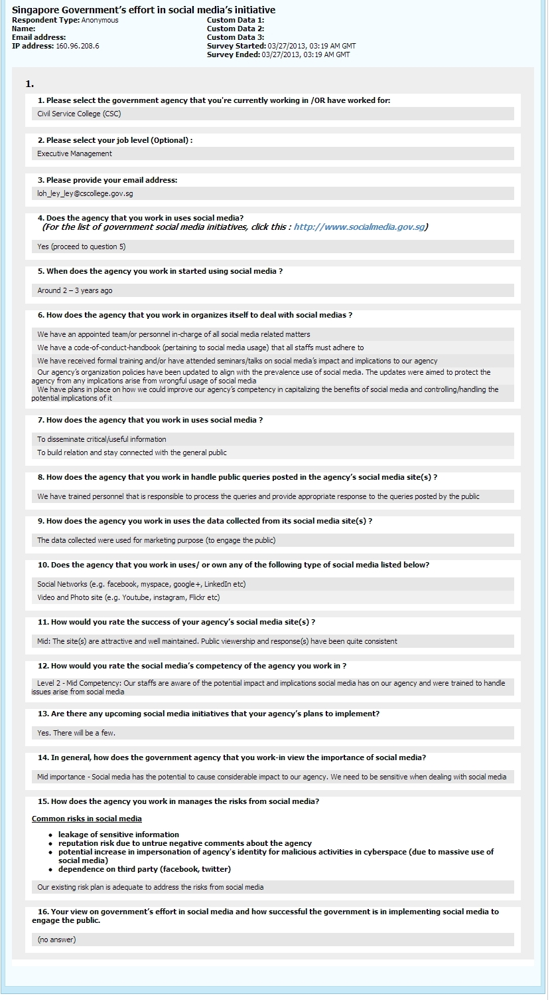 Singapore Government's effort in social media's initiative
Respondent Type: Anonymous
Custom Data 1:
Name:
Custom Data 2:
Email address:
Custom Data 3:
IP address: 160.96.208.6
Survey Started: 03/27/2013, 03:19 AM GMT
Survey Ended: 03/27/2013, 03:19 AM GMT
1.
1. Please select the government agency that you're currently working in /OR have worked for:
Civil Service College (CSC)
2. Please select your job level (Optional) :
Executive Management
3. Please provide your email address:
loh_ley_ley@cscollege.gov.sg
4. Does the agency that you work in uses social media?
(For the list of government social media initiatives, click this : http://www.socialmedia.gov.sg)
Yes (proceed to question 5)
5. When does the agency you work in started using social media ?
Around 2 – 3 years ago
6. How does the agency that you work in organizes itself to deal with social medias ?
We have an appointed team/or personnel in-charge of all social media related matters
We have a code-of-conduct-handbook (pertaining to social media usage) that all staffs must adhere to
We have received formal training and/or have attended seminars/talks on social media's impact and implications to our agency
Our agency's organization policies have been updated to align with the prevalence use of social media. The updates were aimed to protect the
agency from any implications arise from wrongful usage of social media
We have plans in place on how we could improve our agency's competency in capitalizing the benefits of social media and controlling/handling the
potential implications of it
7. How does the agency that you work in uses social media ?
To disseminate critical/useful information
To build relation and stay connected with the general public
8. How does the agency that you work in handle public queries posted in the agency's social media site(s) ?
We have trained personnel that is responsible to process the queries and provide appropriate response to the queries posted by the public
9. How does the agency you work in uses the data collected from its social media site(s) ?
The data collected were used for marketing purpose (to engage the public)
10. Does the agency that you work in uses/ or own any of the following type of social media listed below?
Social Networks (e.g. facebook, myspace, google+, LinkedIn etc)
Video and Photo site (e.g. Youtube, instagram, Flickr etc)
11. How would you rate the success of your agency's social media site(s) ?
Mid: The site(s) are attractive and well maintained. Public viewership and response(s) have been quite consistent
12. How would you rate the social media's competency of the agency you work in ?
Level 2 - Mid Competency: Our staffs are aware of the potential impact and implications social media has on our agency and were trained to handle
issues arise from social media
13. Are there any upcoming social media initiatives that your agency's plans to implement?
Yes. There will be a few.
14. In general, how does the government agency that you work-in view the importance of social media?
Mid importance - Social media has the potential to cause considerable impact to our agency. We need to be sensitive when dealing with social media
15. How does the agency you work in manages the risks from social media?
Common risks in social media
• leakage of sensitive information
• reputation risk due to untrue negative comments about the agency
• potential increase in impersonation of agency's identity for malicious activities in cyberspace (due to massive use of
social media)
• dependence on third party (facebook, twitter)
Our existing risk plan is adequate to address the risks from social media
16. Your view on government's effort in social media and how successful the government is in implementing social media to
engage the public.
(no answer)